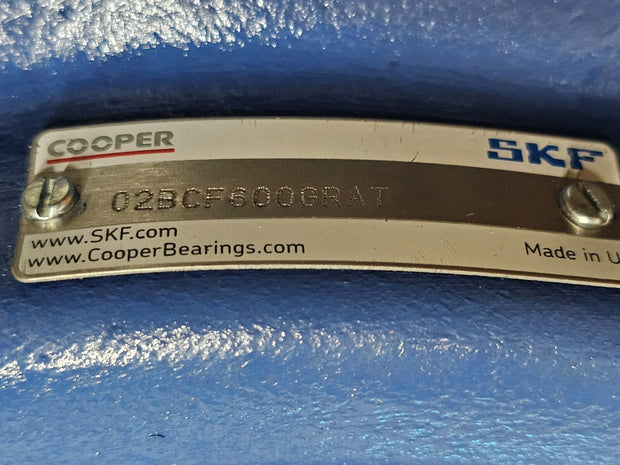 COOPER SKF
02BCF600GRAT
www.SKF.com
www.CooperBearings.com Made in U